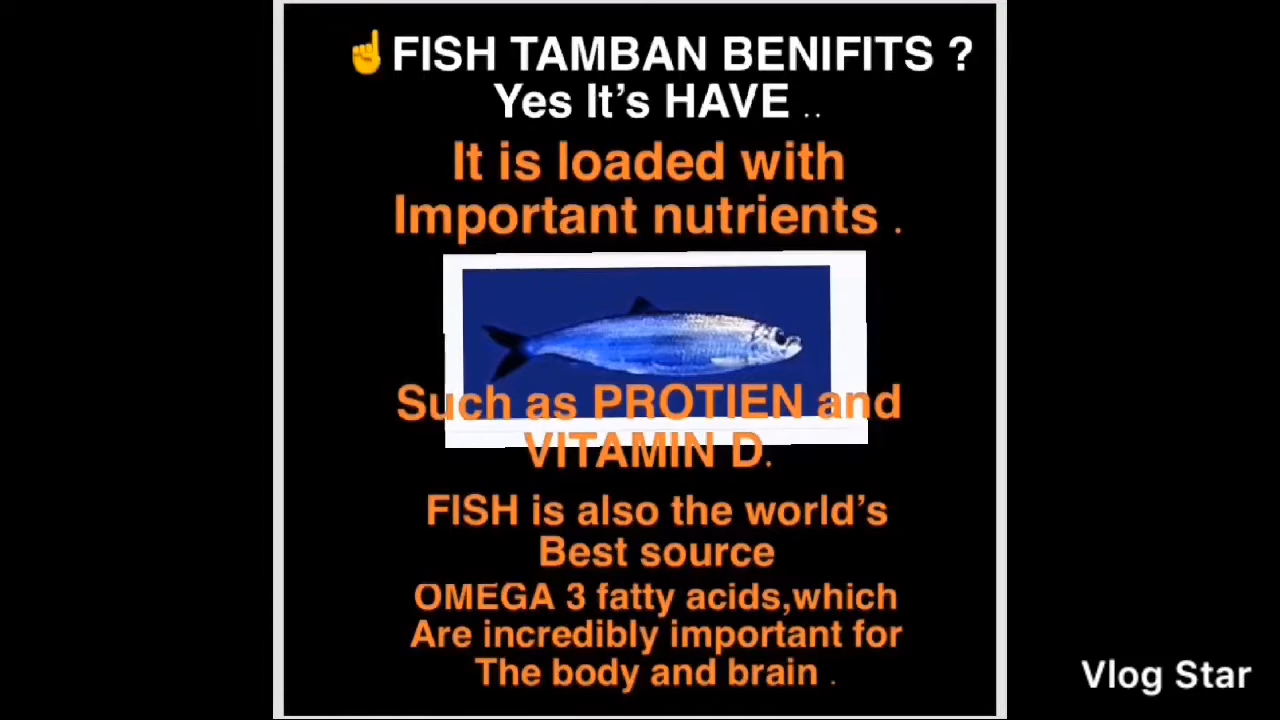 ☝FISH TAMBAN BENIFITS ?
Yes It’s HAVE ..
It is loaded with
Important nutrients .
Such as PROTIEN and
VITAMIN D.
FISH is also the world’s
Best source
OMEGA 3 fatty acids,which
Are incredibly important for
The body and brain .
Vlog Star